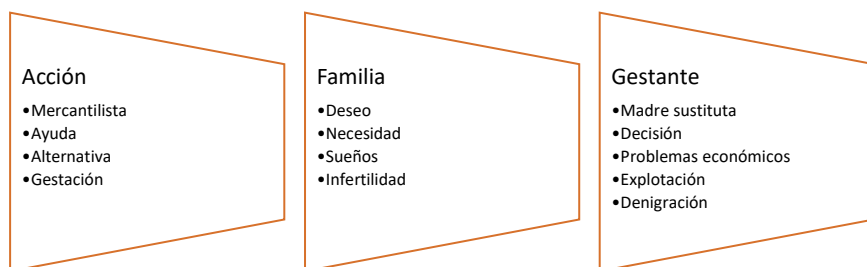 Acción
•Mercantilista
•Ayuda
•Alternativa
•Gestación
Familia
•Deseo
•Necesidad
•Sueños
•Infertilidad
Gestante
•Madre sustituta
•Decisión
•Problemas económicos
•Explotación
•Denigración